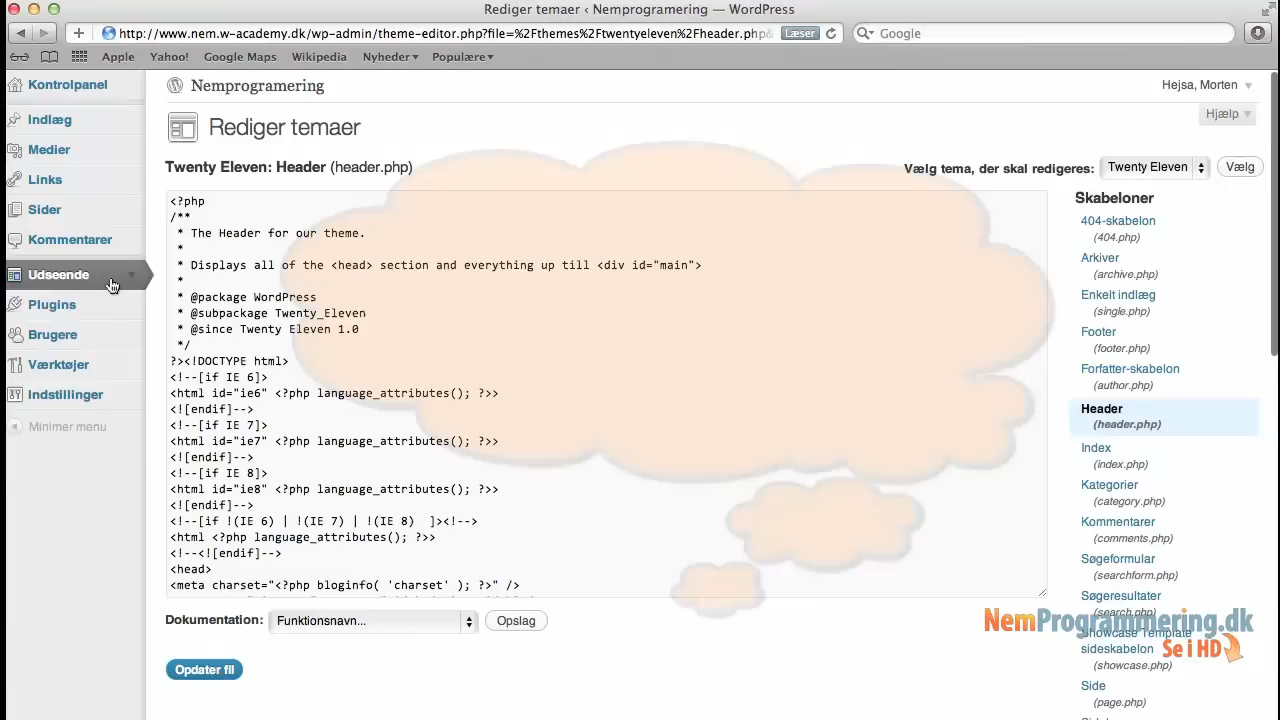 Rediger temaer ‹ Nemprogramering — WordPress
http://www.nem.w-academy.dk/wp-admin/theme-editor.php?file=%2Fthemes%2Ftwentyeleven%2Fheader.php& Læser
Google
Apple Yahoo! Google Maps Wikipedia Nyheder▾ Populære▾
Kontrolpanel
Indlæg
Medier
Links
Sider
Kommentarer
Udseende
Plugins
Brugere
Værktøjer
Indstillinger
Minimer menu
Nemprogramering
Hejsa, Morten
Hjælp
Rediger temaer
Twenty Eleven: Header (header.php)
Vælg tema, der skal redigeres: Twenty Eleven Vælg
<?php
/**
 * The Header for our theme.
 *
 * Displays all of the <head> section and everything up till <div id="main">
 *
 * @package WordPress
 * @subpackage Twenty_Eleven
 * @since Twenty Eleven 1.0
 */
?><!DOCTYPE html>
<!--[if IE 6]>
<html id="ie6" <?php language_attributes(); ?>>
<![endif]-->
<!--[if IE 7]>
<html id="ie7" <?php language_attributes(); ?>>
<![endif]-->
<!--[if IE 8]>
<html id="ie8" <?php language_attributes(); ?>>
<![endif]-->
<!--[if !(IE 6) | !(IE 7) | !(IE 8)  ]><!-->
<html <?php language_attributes(); ?>>
<!--<![endif]-->
<head>
<meta charset="<?php bloginfo( 'charset' ); ?>" />
Dokumentation: Funktionsnavn... Opslag
Opdater fil
Skabeloner
404-skabelon
(404.php)
Arkiver
(archive.php)
Enkelt indlæg
(single.php)
Footer
(footer.php)
Forfatter-skabelon
(author.php)
Header
(header.php)
Index
(index.php)
Kategorier
(category.php)
Kommentarer
(comments.php)
Søgeformular
(searchform.php)
Søgeresultater
(search.php)
Showcase Template
sideskabelon
(showcase.php)
Side
(page.php)
NemProgrammering.dk
Se i HD